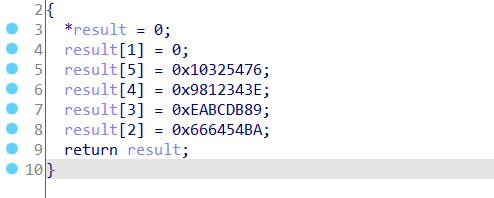 2 {
3 *result = 0;
4 result[1] = 0;
5 result[5] = 0x10325476;
6 result[4] = 0x9812343E;
7 result[3] = 0xEABCDB89;
8 result[2] = 0x666454BA;
9 return result;
10 }